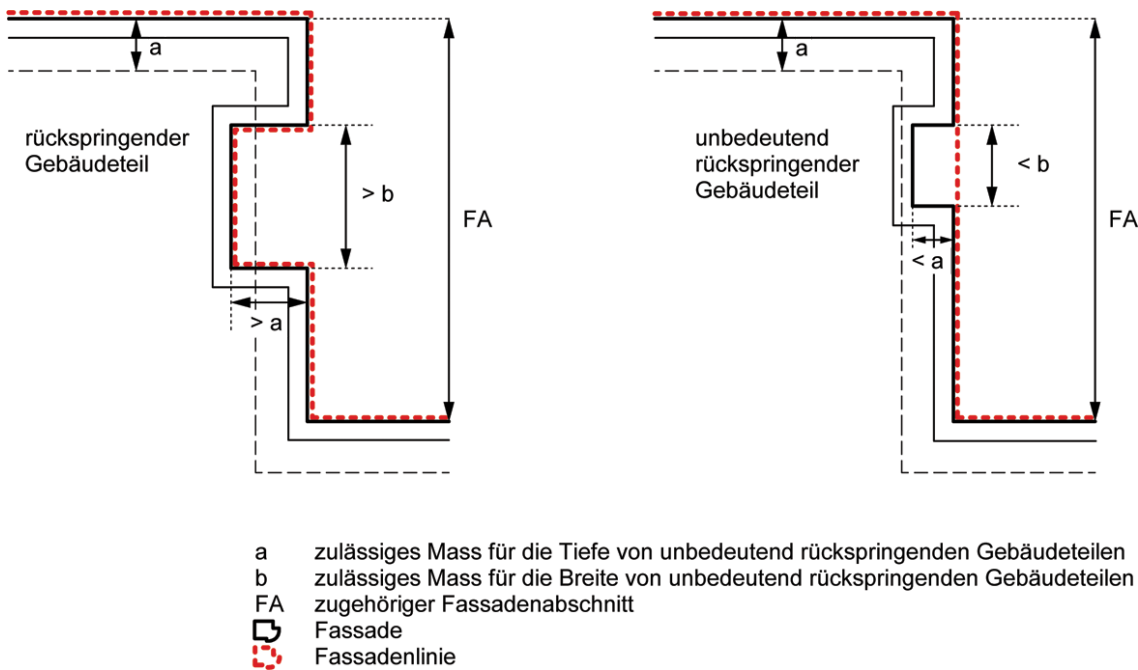 a
rückspringender
Gebäudeteil
> b
FA
> a
a
unbedeutend
rückspringender
Gebäudeteil
< b
FA
< a
a zulässiges Mass für die Tiefe von unbedeutend rückspringenden Gebäudeteilen
b zulässiges Mass für die Breite von unbedeutend rückspringenden Gebäudeteilen
FA zugehöriger Fassadenabschnitt
Fassade
Fassadenlinie